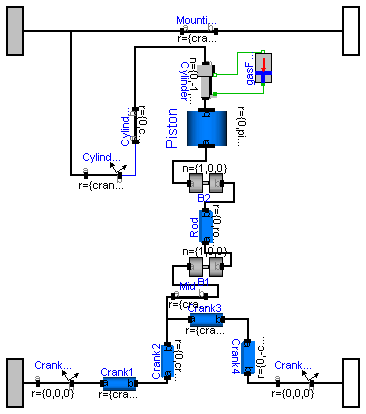 Mounti...
r={cra...
n={0,-1,...
Cylinder
gasF...
Piston
r={0,pi...
Cylind...
r={0,c...
Cylind...
r={cran...
n={1,0,0}
B2
Rod
r={0,ro...
n={1,0,0}
B1
Mid...
r={cra...
Crank3
r={cra...
Crank2
r={0,cr...
Crank4
r={0,-c...
Crank...
r={0,0,0}
Crank1
r={cra...
Crank...
r={0,0,0}